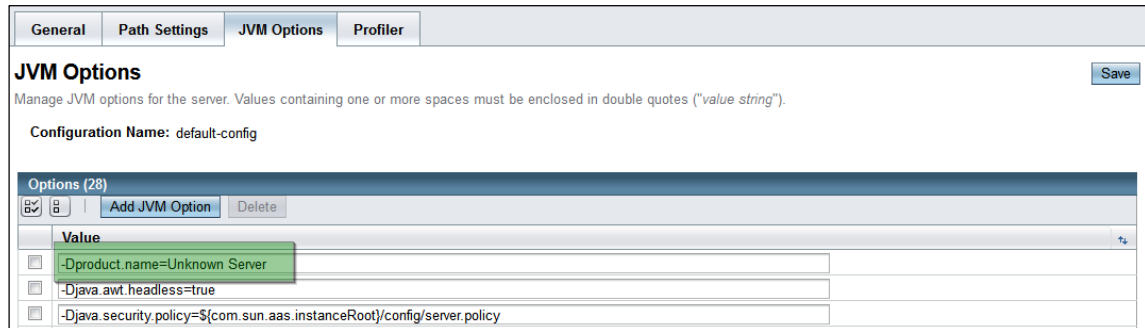 General Path Settings JVM Options Profiler
JVM Options
Save
Manage JVM options for the server. Values containing one or more spaces must be enclosed in double quotes ("value string").
Configuration Name: default-config
Options (28)
Add JVM Option Delete
Value
-Dproduct.name=Unknown Server
-Djava.awt.headless=true
-Djava.security.policy=${com.sun.aas.instanceRoot}/config/server.policy